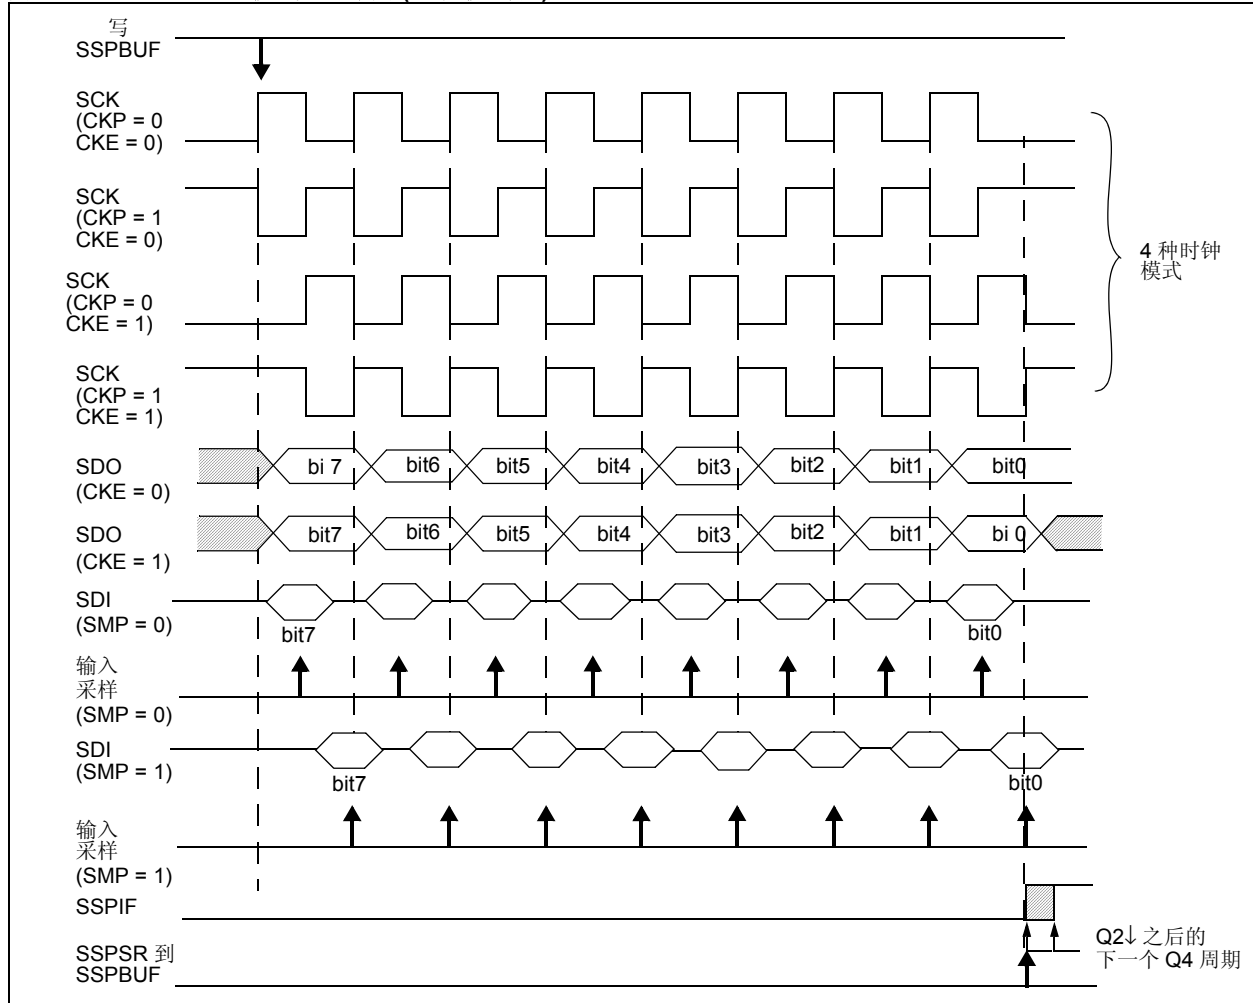 写
SSPBUF
SCK
(CKP = 0
CKE = 0)
SCK
(CKP = 1
CKE = 0)
SCK
(CKP = 0
CKE = 1)
SCK
(CKP = 1
CKE = 1)
4 种时钟
模式
SDO
(CKE = 0)
bi 7 bit6 bit5 bit4 bit3 bit2 bit1 bit0
SDO
(CKE = 1)
bit7 bit6 bit5 bit4 bit3 bit2 bit1 bi 0
SDI
(SMP = 0)
bit7 bit0
输入
采样
(SMP = 0)
SDI
(SMP = 1)
bit7 bit0
输入
采样
(SMP = 1)
SSPIF
SSPSR 到
SSPBUF
Q2↓ 之后的
下一个 Q4 周期